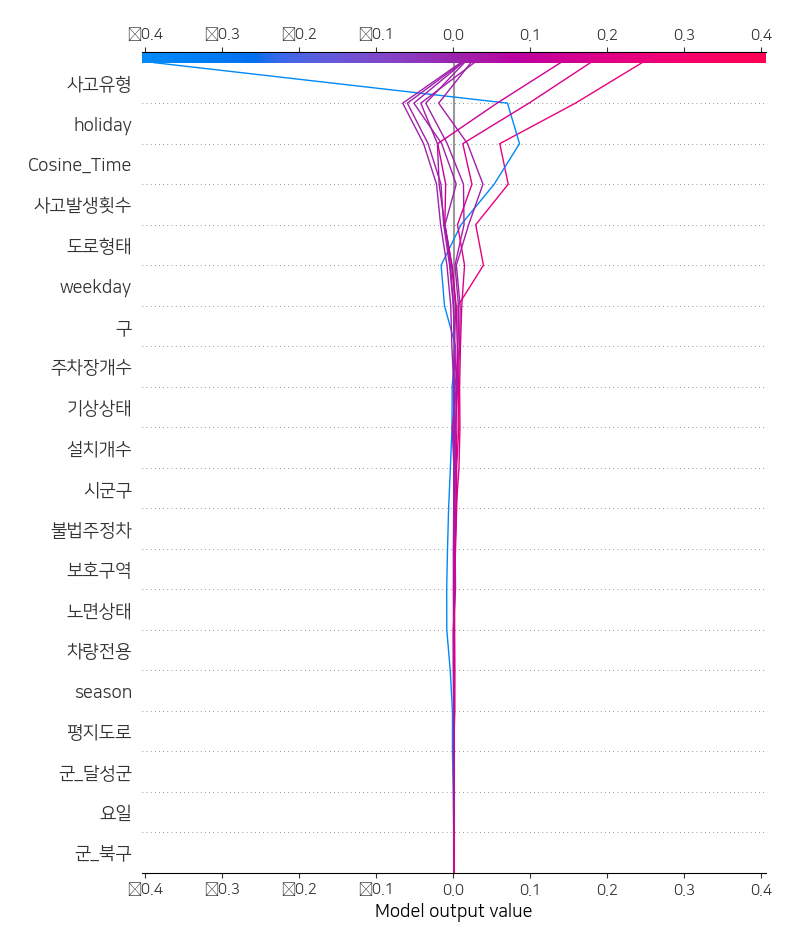 ☒0.4 ☒0.3 ☒0.2 ☒0.1 0.0 0.1 0.2 0.3 0.4
사고유형
holiday
Cosine_Time
사고발생횟수
도로형태
weekday
구
주차장개수
기상상태
설치개수
시군구
불법주정차
보호구역
노면상태
차량전용
season
평지도로
군_달성군
요일
군_북구
☒0.4 ☒0.3 ☒0.2 ☒0.1 0.0 0.1 0.2 0.3 0.4
Model output value